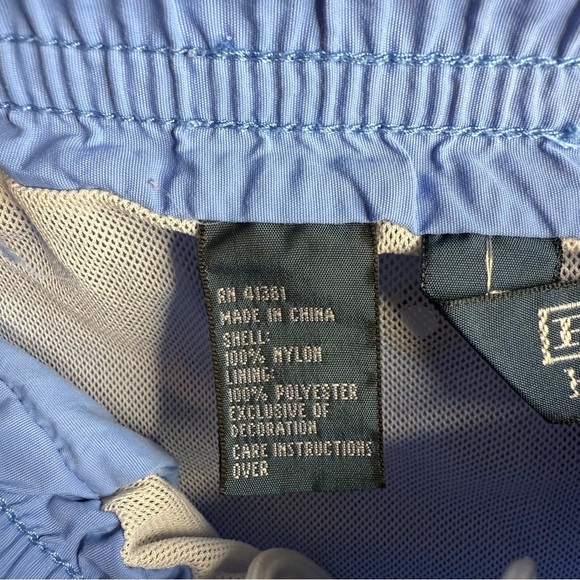 RN 41381
MADE IN CHINA
SHELL:
100% NYLON
LINING:
100% POLYESTER
EXCLUSIVE OF
DECORATION
CARE INSTRUCTIONS
OVER